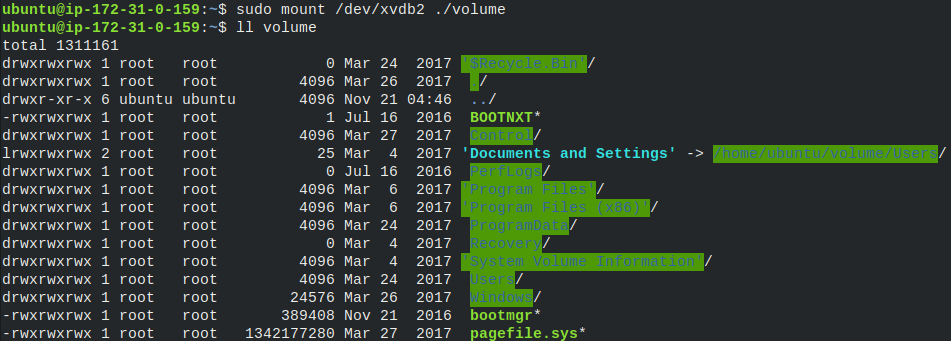 ubuntu@ip-172-31-0-159:~$ sudo mount /dev/xvdb2 ./volume
ubuntu@ip-172-31-0-159:~$ ll volume
total 1311161
drwxrwxrwx 1 root   root            0 Mar 24  2017 '$Recycle.Bin'/
drwxrwxrwx 1 root   root         4096 Mar 26  2017  ./
drwxr-xr-x 6 ubuntu ubuntu       4096 Nov 21 04:46  ../
-rwxrwxrwx 1 root   root            1 Jul 16  2016  BOOTNXT*
drwxrwxrwx 1 root   root         4096 Mar 27  2017  Control/
lrwxrwxrwx 2 root   root           25 Mar  4  2017 'Documents and Settings' -> /home/ubuntu/volume/Users/
drwxrwxrwx 1 root   root            0 Jul 16  2016  PerfLogs/
drwxrwxrwx 1 root   root         4096 Mar  6  2017 'Program Files'/
drwxrwxrwx 1 root   root         4096 Mar  6  2017 'Program Files (x86)'/
drwxrwxrwx 1 root   root         4096 Mar 24  2017  ProgramData/
drwxrwxrwx 1 root   root            0 Mar  4  2017  Recovery/
drwxrwxrwx 1 root   root         4096 Mar  4  2017 'System Volume Information'/
drwxrwxrwx 1 root   root         4096 Mar 24  2017  Users/
drwxrwxrwx 1 root   root        24576 Mar 26  2017  Windows/
-rwxrwxrwx 1 root   root       389408 Nov 21  2016  bootmgr*
-rwxrwxrwx 1 root   root   1342177280 Mar 27  2017  pagefile.sys*